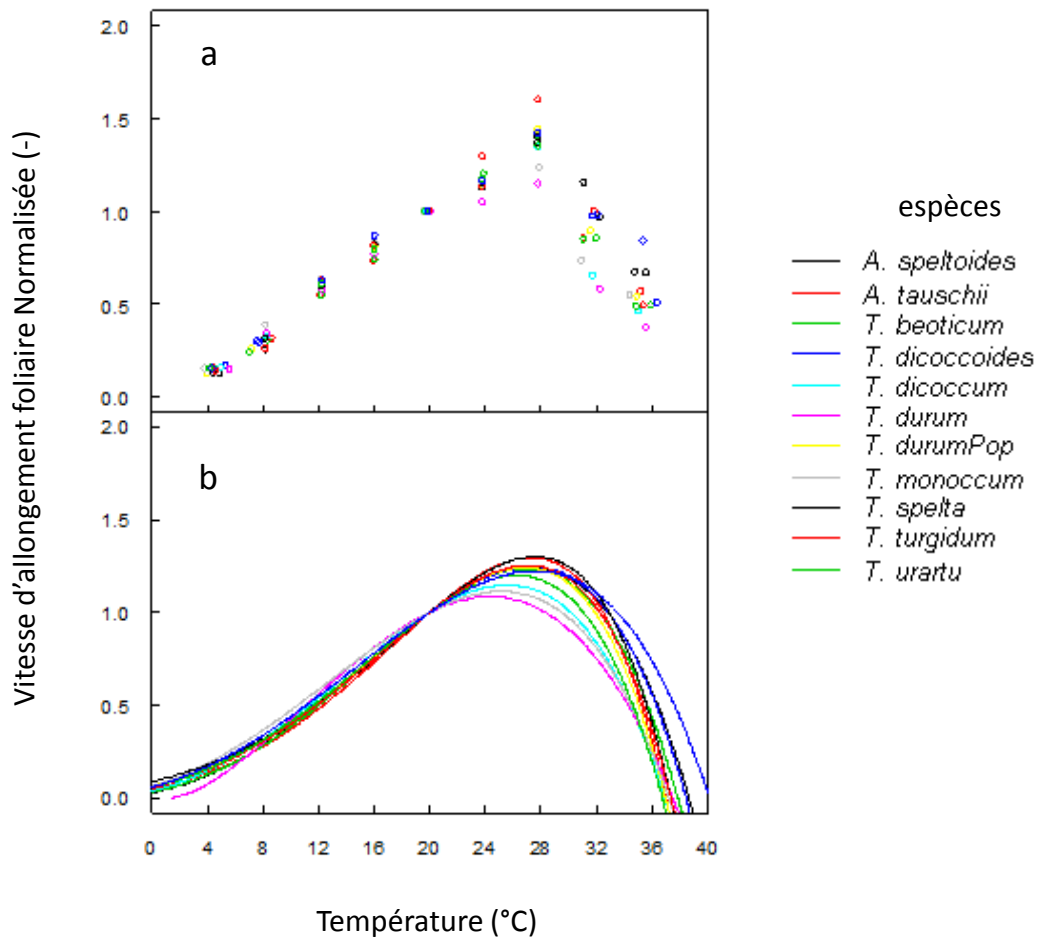 2.0
a
1.5
1.0
0.5
0.0
2.0
b
1.5
1.0
0.5
0.0
0 4 8 12 16 20 24 28 32 36 40
Température (°C)
Vitesse d’allongement foliaire Normalisée (-)
espèces
A. speltoides
A. tauschii
T. beoticum
T. dicoccoides
T. dicoccum
T. durum
T. durumPop
T. monoccum
T. spelta
T. turgidum
T. urartu